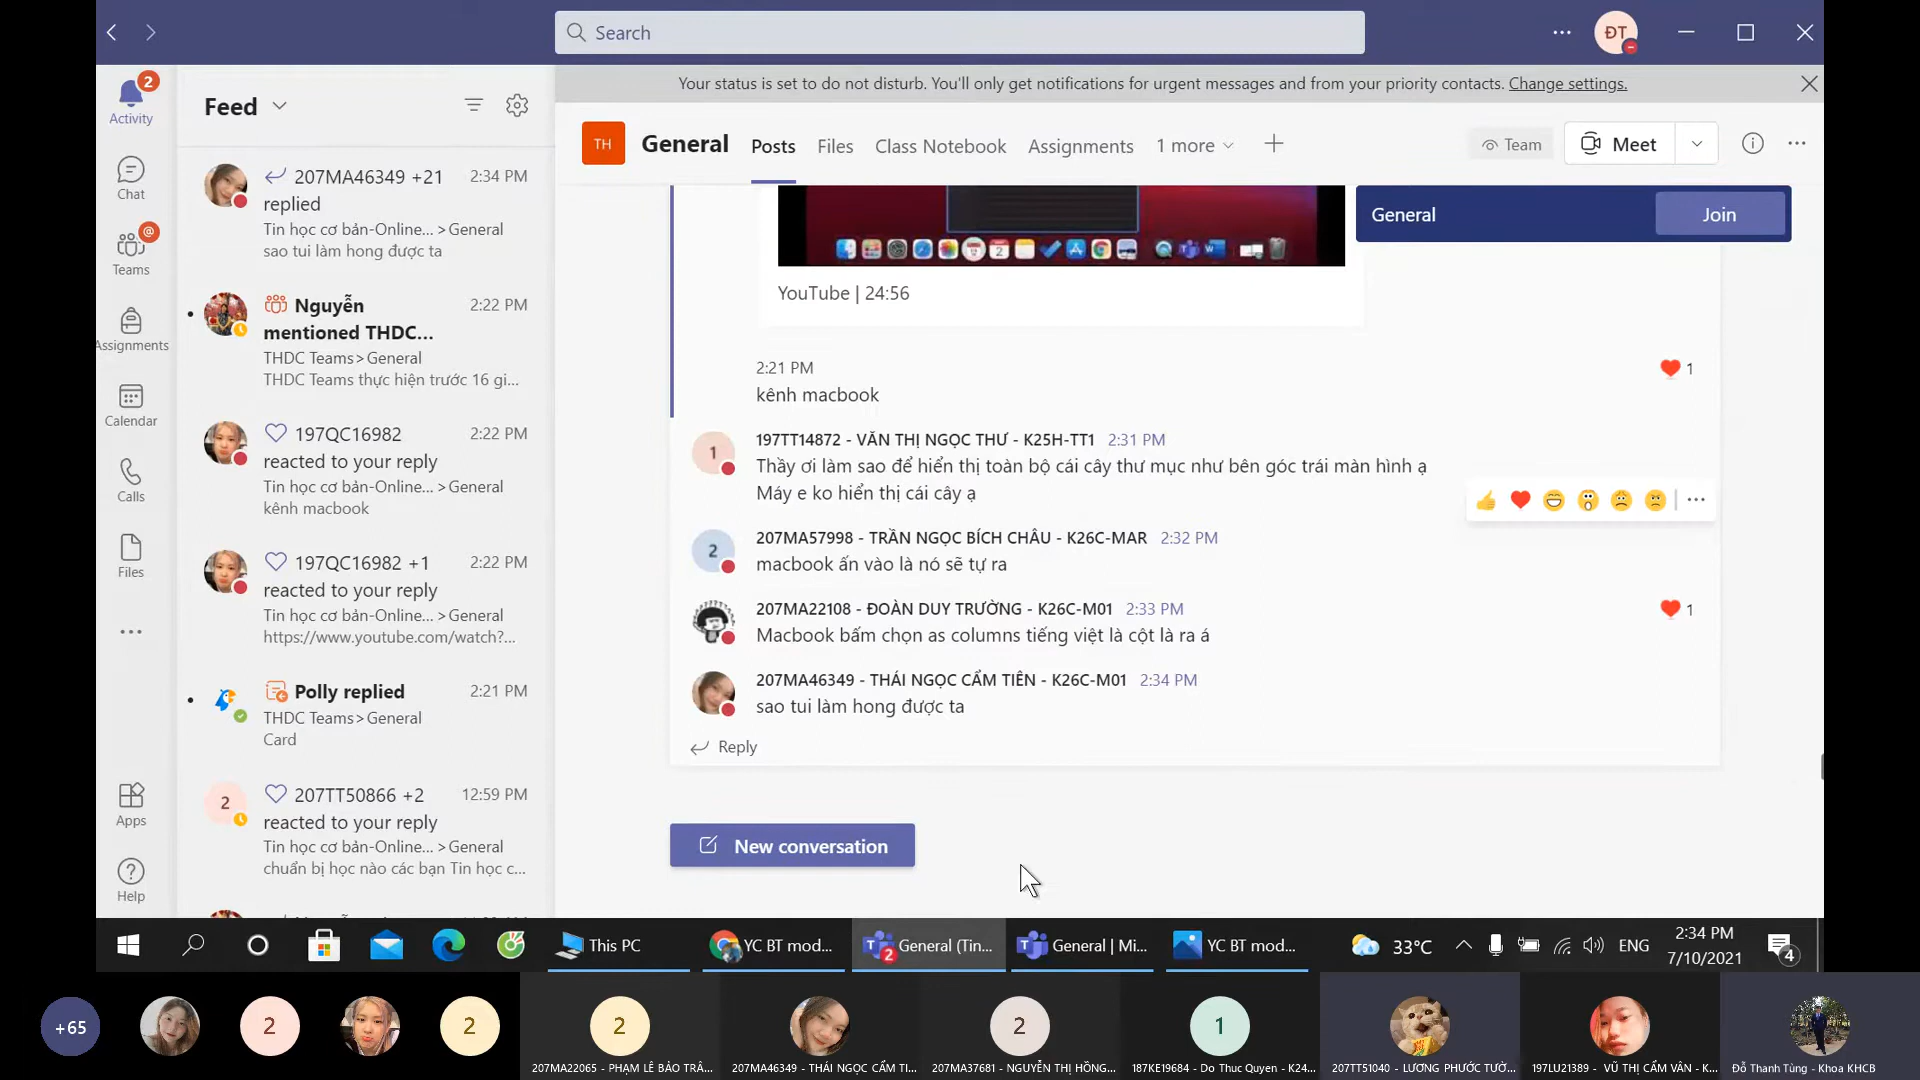 Search
ĐT
Your status is set to do not disturb. You'll only get notifications for urgent messages and from your priority contacts. Change settings.
2
Activity
Chat
@
Teams
Assignments
Calendar
Calls
Files
Apps
Help
Feed
207MA46349 +21
2:34 PM
replied
Tin học cơ bản-Online... > General
sao tui làm hong được ta
Nguyễn
2:22 PM
mentioned THDC...
THDC Teams > General
THDC Teams thực hiện trước 16 gi...
197QC16982
2:22 PM
reacted to your reply
Tin học cơ bản-Online... > General
kênh macbook
197QC16982 +1
2:22 PM
reacted to your reply
Tin học cơ bản-Online... > General
https://www.youtube.com/watch?...
Polly replied
2:21 PM
THDC Teams > General
Card
2
207TT50866 +2
12:59 PM
reacted to your reply
Tin học cơ bản-Online... > General
chuẩn bị học nào các bạn Tin học c...
TH
General
Posts
Files
Class Notebook
Assignments
1 more
Team
Meet
General
Join
YouTube | 24:56
2:21 PM
1
kênh macbook
1
197TT14872 - VĂN THỊ NGỌC THƯ - K25H-TT1 2:31 PM
Thầy ơi làm sao để hiển thị toàn bộ cái cây thư mục như bên góc trái màn hình ạ
Máy e ko hiển thị cái cây ạ
2
207MA57998 - TRẦN NGỌC BÍCH CHÂU - K26C-MAR 2:32 PM
macbook ấn vào là nó sẽ tự ra
207MA22108 - ĐOÀN DUY TRƯỜNG - K26C-M01 2:33 PM
1
Macbook bấm chọn as columns tiếng việt là cột là ra á
207MA46349 - THÁI NGỌC CẨM TIÊN - K26C-M01 2:34 PM
sao tui làm hong được ta
Reply
New conversation
This PC
YC BT mod...
2
General (Tin...
General | Mi...
YC BT mod...
33°C
ENG
2:34 PM
7/10/2021
4
+65
2
2
2
2
1
207MA22065 - PHẠM LÊ BẢO TRÂ...
207MA46349 - THÁI NGỌC CẨM TI...
207MA37681 - NGUYỄN THỊ HỒNG...
187KE19684 - Do Thuc Quyen - K24...
207TT51040 - LƯƠNG PHƯỚC TƯỜ...
197LU21389 - VŨ THỊ CẨM VÂN - K...
Đỗ Thanh Tùng - Khoa KHCB